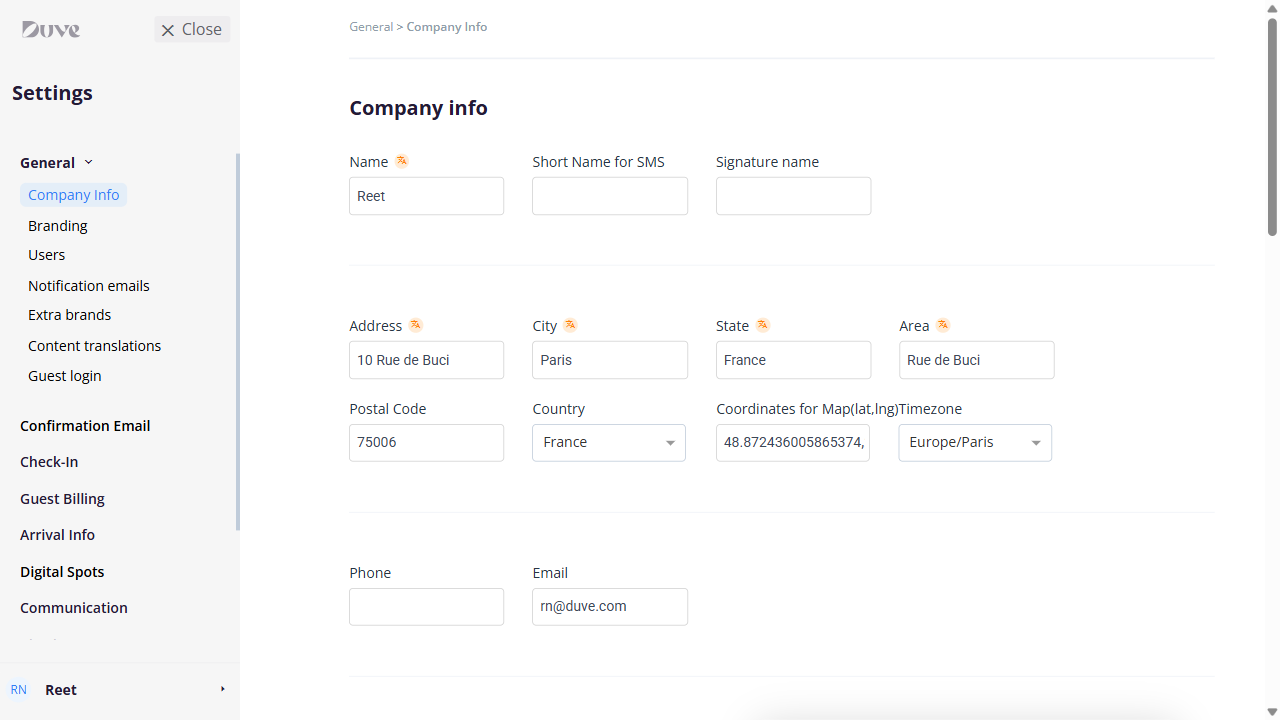 Duve
Close
Settings
General
Company Info
Branding
Users
Notification emails
Extra brands
Content translations
Guest login
Confirmation Email
Check-In
Guest Billing
Arrival Info
Digital Spots
Communication
RN Reet
General > Company Info
Company info
Name Short Name for SMS Signature name
Reet
Address City State Area
10 Rue de Buci Paris France Rue de Buci
Postal Code Country Coordinates for Map(lat,lng) Timezone
75006 France 48.872436005865374, Europe/Paris
Phone Email
rn@duve.com